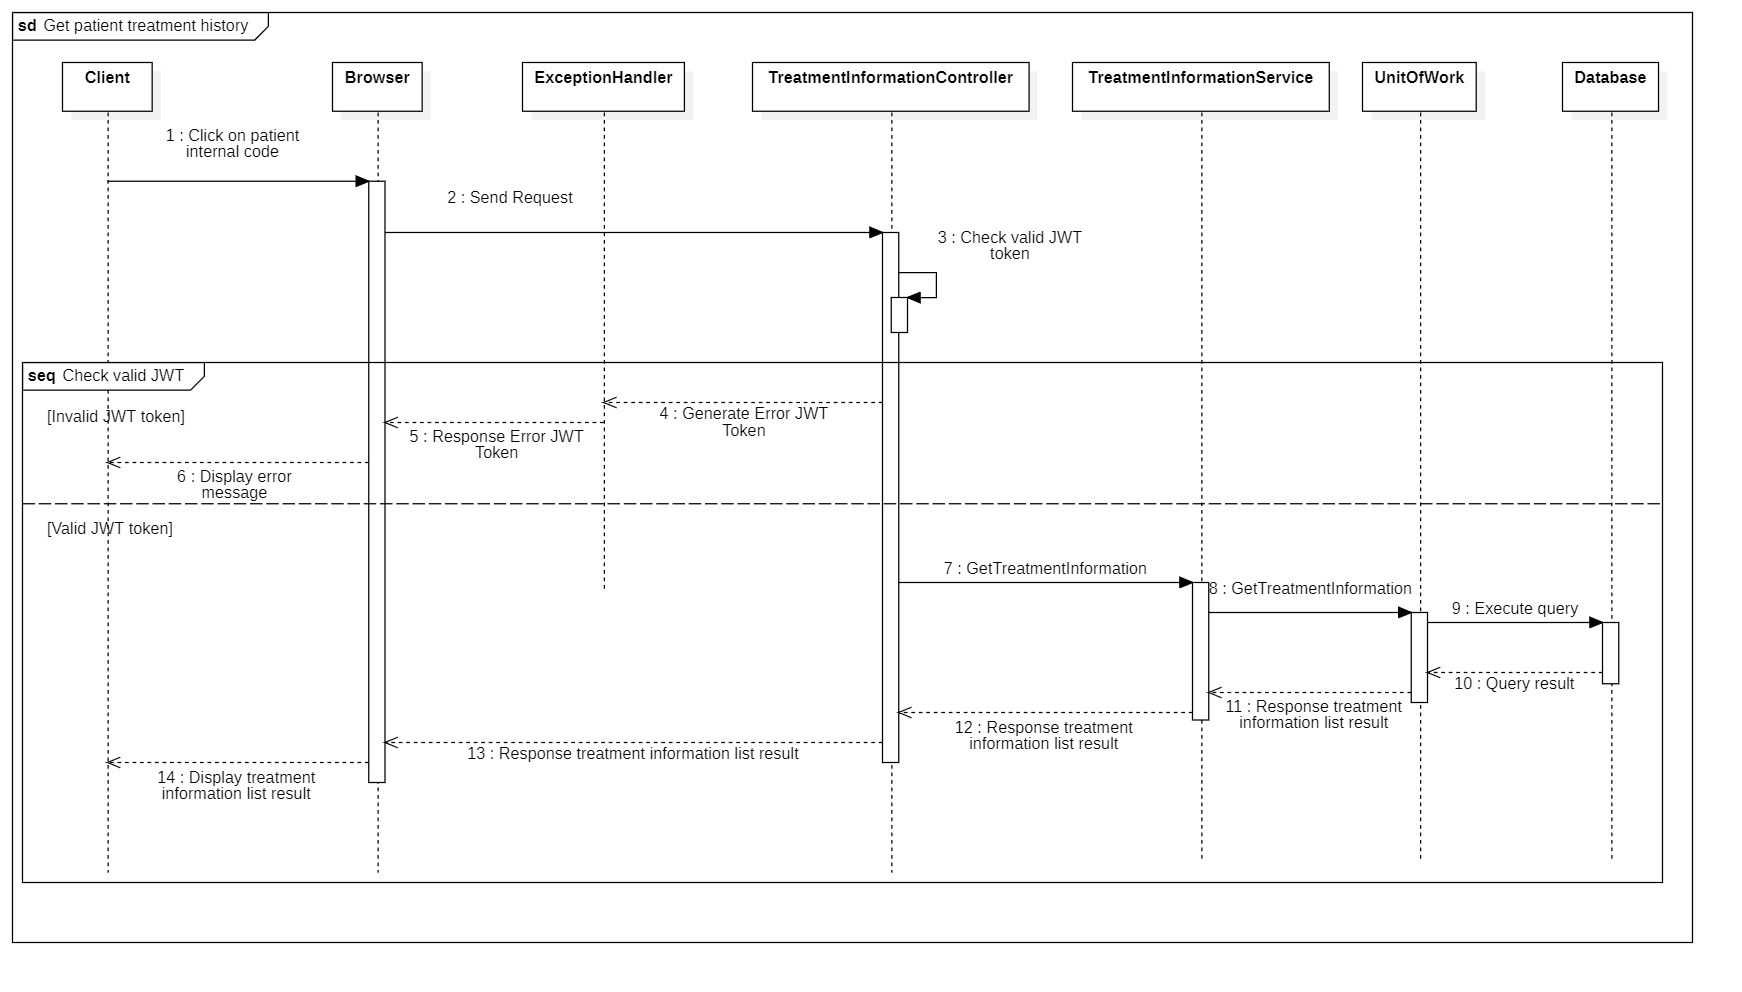 sd Get patient treatment history
Client
Browser
ExceptionHandler
TreatmentInformationController
TreatmentInformationService
UnitOfWork
Database
1 : Click on patient
internal code
2 : Send Request
3 : Check valid JWT
token
seq Check valid JWT
[Invalid JWT token]
4 : Generate Error JWT
Token
5 : Response Error JWT
Token
6 : Display error
message
[Valid JWT token]
7 : GetTreatmentInformation
8 : GetTreatmentInformation
9 : Execute query
10 : Query result
11 : Response treatment
information list result
12 : Response treatment
information list result
13 : Response treatment information list result
14 : Display treatment
information list result